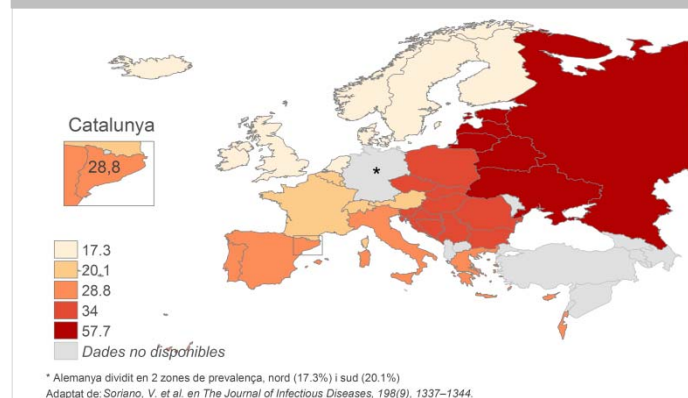 Catalunya
28,8
*
17.3
20,1
28.8
34
57.7
Dades no disponibles
* Alemanya dividit en 2 zones de prevalença, nord (17.3%) i sud (20.1%)
Adaptat de: Soriano, V. et al. en The Journal of Infectious Diseases, 198(9), 1337–1344.